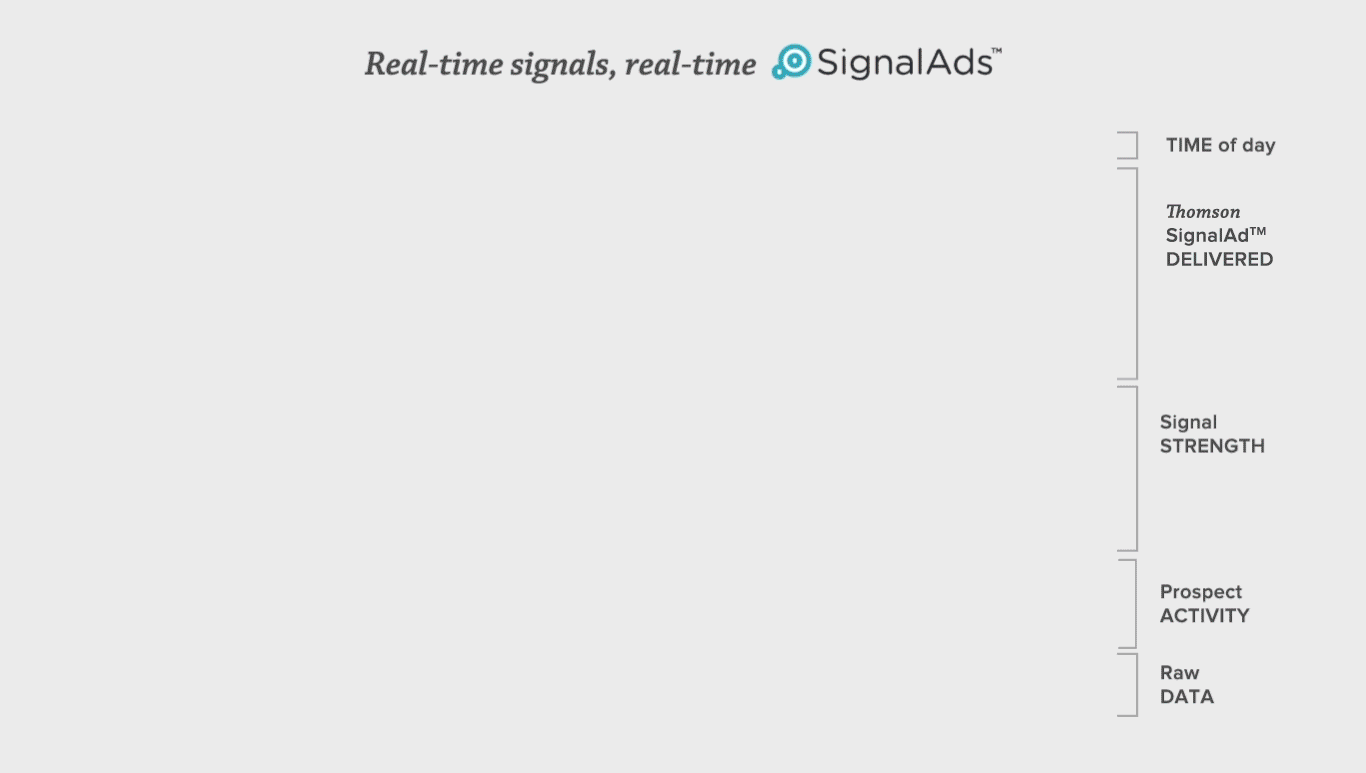 Real-time signals, real-time SignalAds™
TIME of day
Thomson
SignalAd™
DELIVERED
Signal
STRENGTH
Prospect
ACTIVITY
Raw
DATA